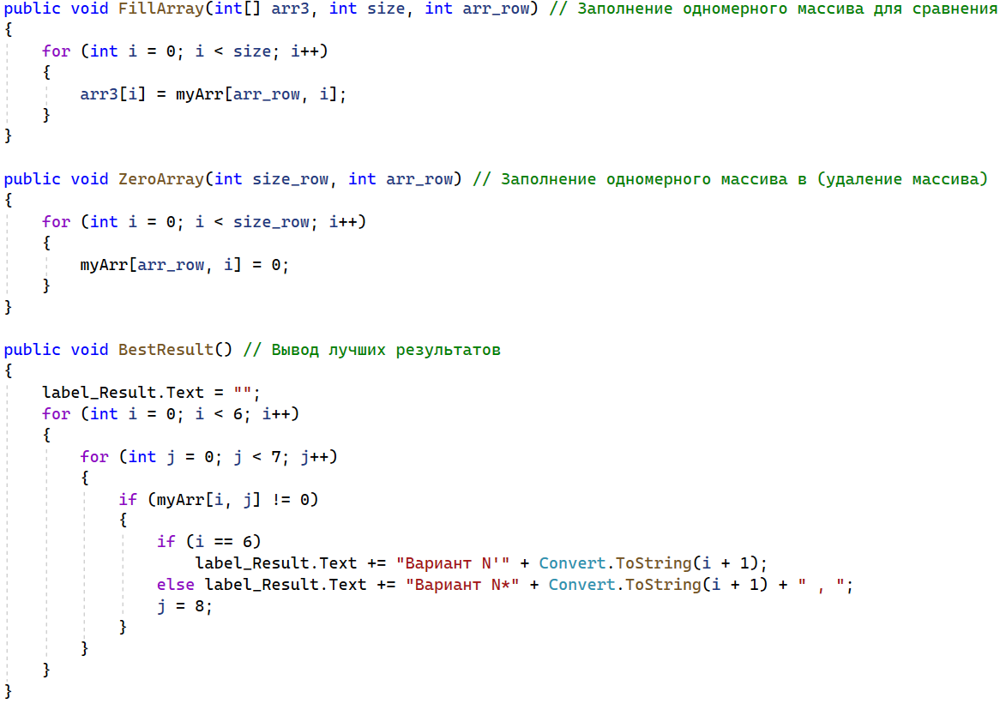 public void FillArray(int[] arr3, int size, int arr_row) // Заполнение одномерного массива для сравнения
{
    for (int i = 0; i < size; i++)
    {
        arr3[i] = myArr[arr_row, i];
    }
}

public void ZeroArray(int size_row, int arr_row) // Заполнение одномерного массива в (удаление массива)
{
    for (int i = 0; i < size_row; i++)
    {
        myArr[arr_row, i] = 0;
    }
}

public void BestResult() // Вывод лучших результатов
{
    label_Result.Text = "";
    for (int i = 0; i < 6; i++)
    {
        for (int j = 0; j < 7; j++)
        {
            if (myArr[i, j] != 0)
            {
                if (i == 6)
                    label_Result.Text += "Вариант N'" + Convert.ToString(i + 1);
                else label_Result.Text += "Вариант N*" + Convert.ToString(i + 1) + " , ";
                j = 8;
            }
        }
    }
}